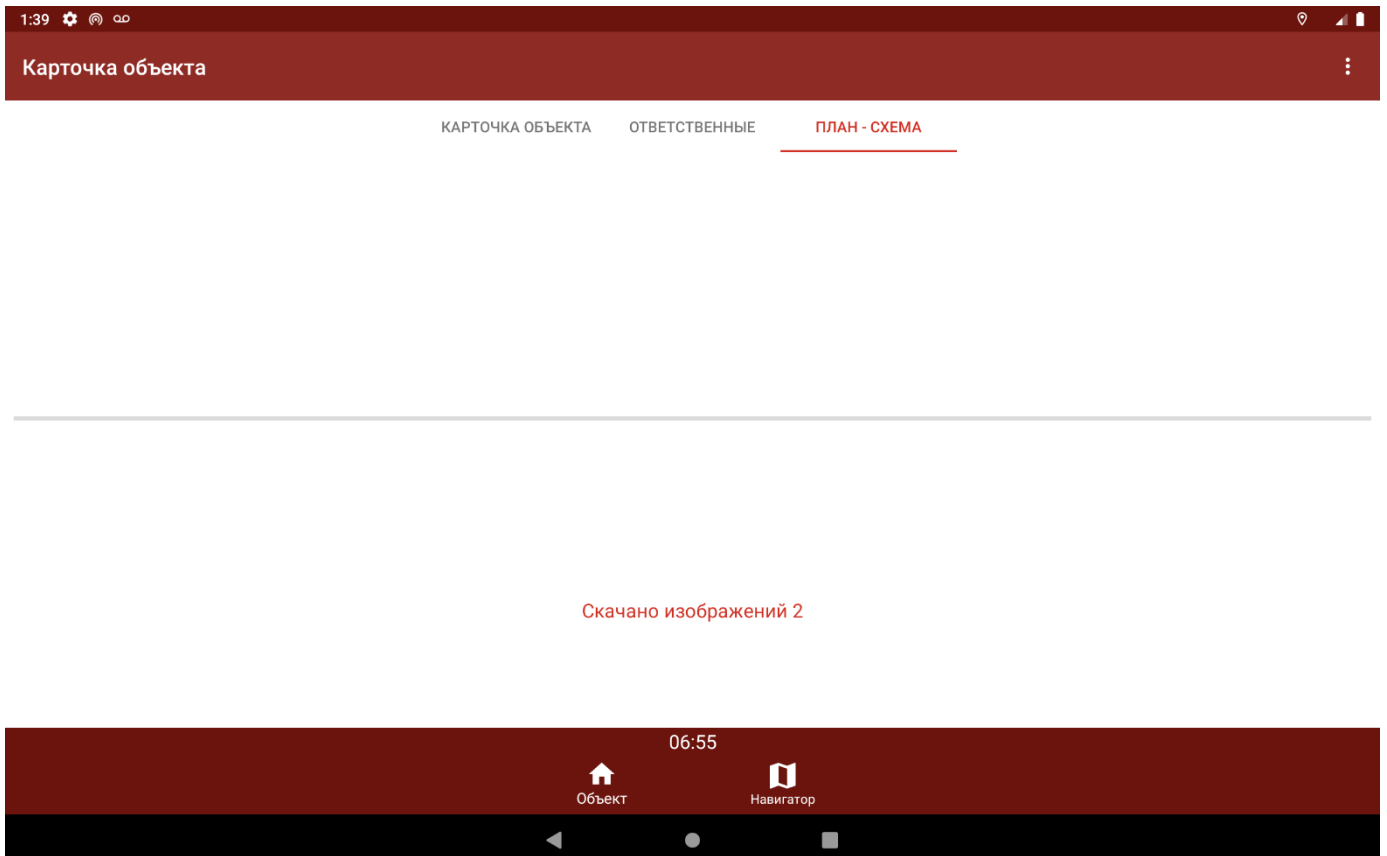 1:39
Карточка объекта
КАРТОЧКА ОБЪЕКТА ОТВЕТСТВЕННЫЕ ПЛАН - СХЕМА
Скачано изображений 2
06:55
Объект Навигатор